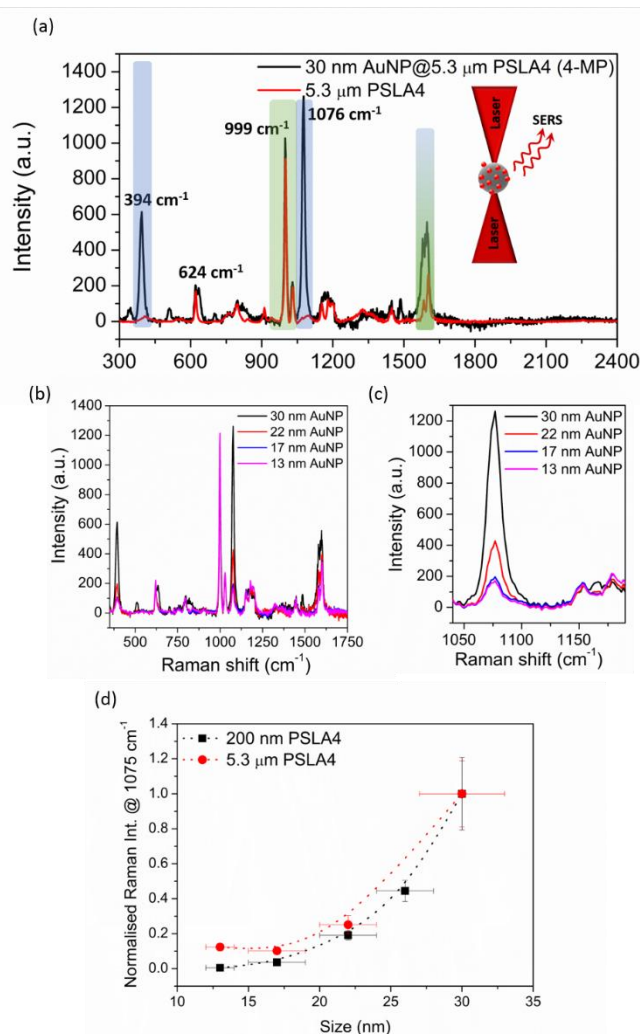 (a)
30 nm AuNP@5.3 μm PSLA4 (4-MP)
5.3 μm PSLA4
1400
1200
1000
800
600
400
200
0
Intensity (a.u.)
394 cm⁻¹
624 cm⁻¹
999 cm⁻¹
1076 cm⁻¹
Laser
SERS
Laser
300 600 900 1200 1500 1800 2100 2400
(b)
30 nm AuNP
22 nm AuNP
17 nm AuNP
13 nm AuNP
1400
1200
1000
800
600
400
200
0
Intensity (a.u.)
500 750 1000 1250 1500 1750
Raman shift (cm⁻¹)
(c)
30 nm AuNP
22 nm AuNP
17 nm AuNP
13 nm AuNP
1200
1000
800
600
400
200
0
Intensity (a.u.)
1050 1100 1150
Raman shift (cm⁻¹)
(d)
200 nm PSLA4
5.3 μm PSLA4
1.4
1.2
1.0
0.8
0.6
0.4
0.2
0.0
Normalised Raman Int. @ 1075 cm⁻¹
10 15 20 25 30 35
Size (nm)